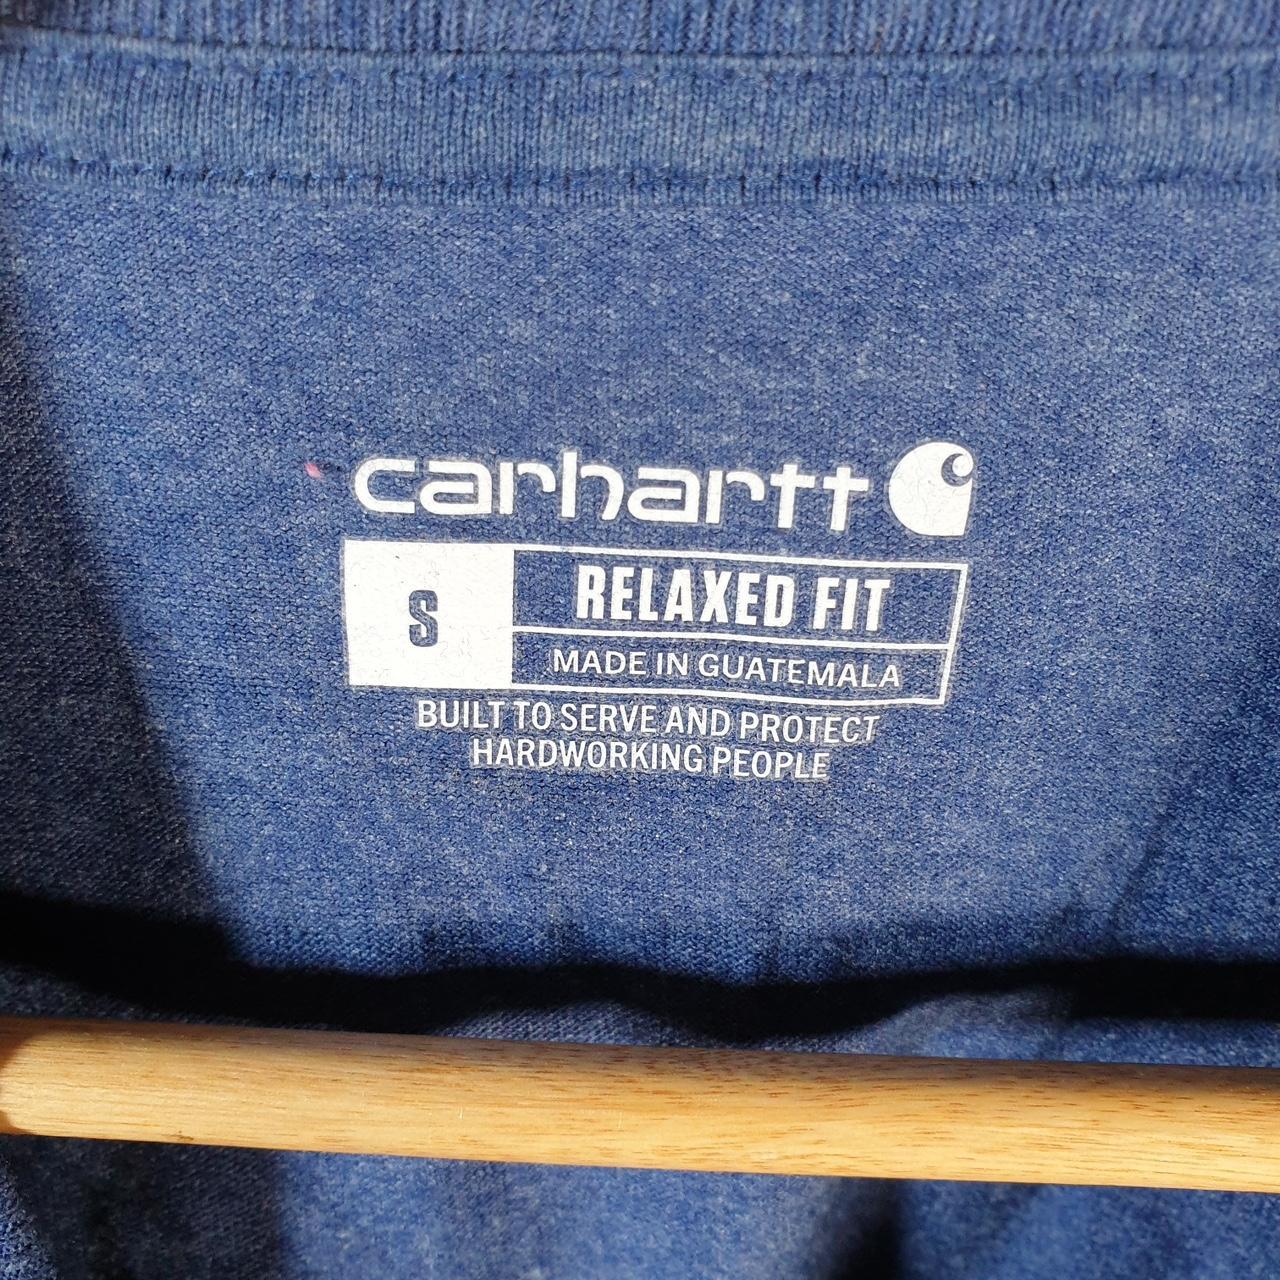 carhartt
S
RELAXED FIT
MADE IN GUATEMALA
BUILT TO SERVE AND PROTECT
HARDWORKING PEOPLE